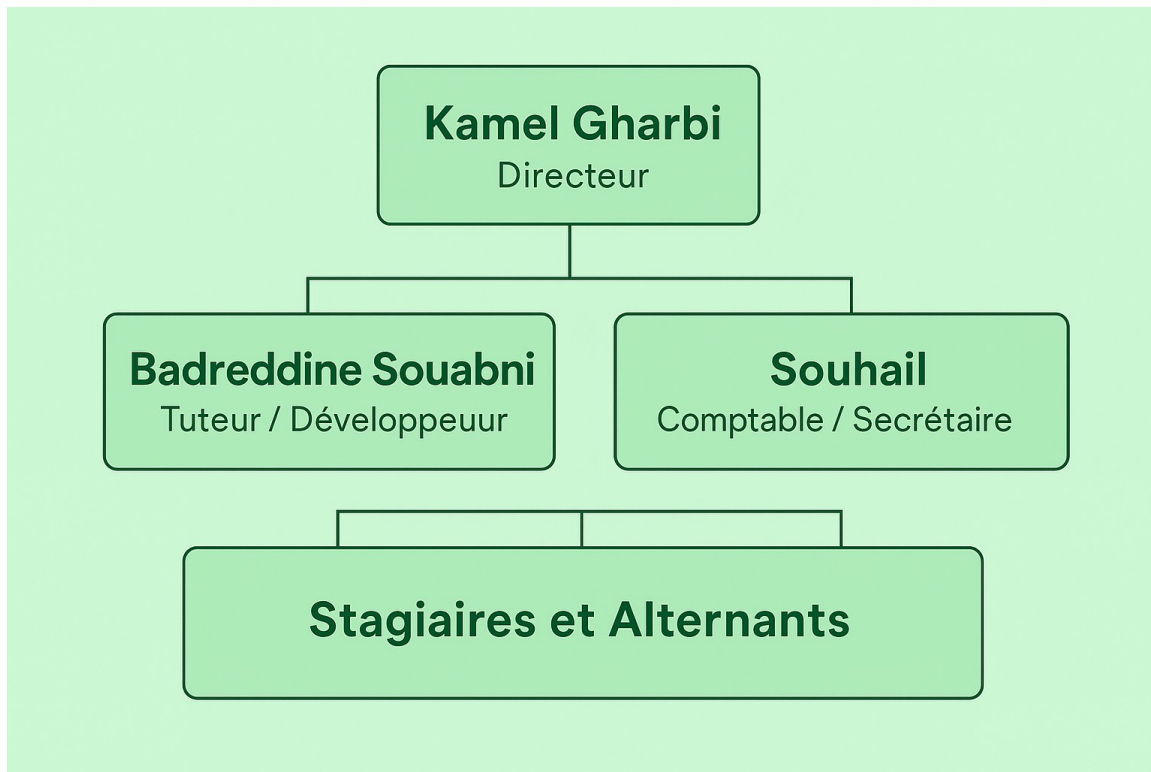 Kamel Gharbi
Directeur
Badreddine Souabni
Tuteur / Développeuur
Souhail
Comptable / Secrétaire
Stagiaires et Alternants